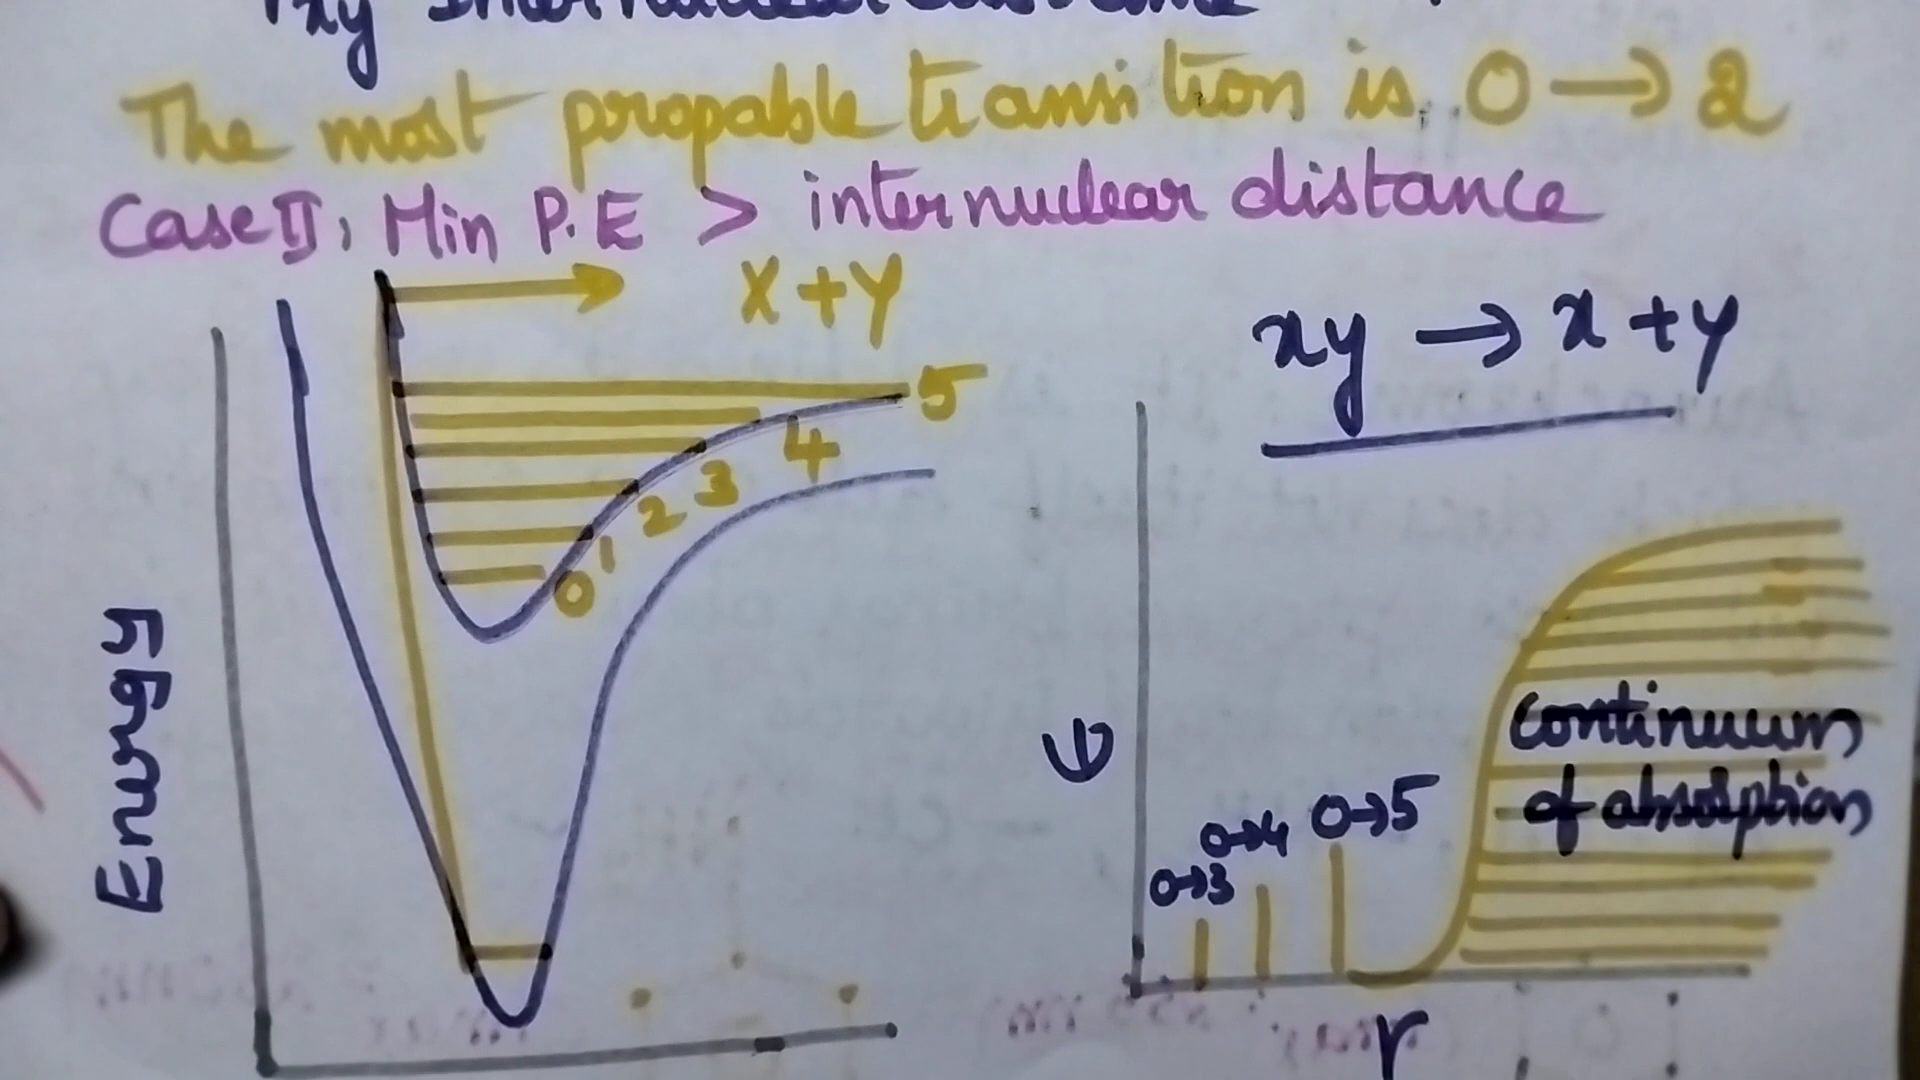 The most propable transition is 0 → 2
Case II, Min P.E > internuclear distance
X + Y
xy → x + y
5
4
3
2
1
0
Energy
ψ
0→3
0→4
0→5
Continuum
of absorption
r